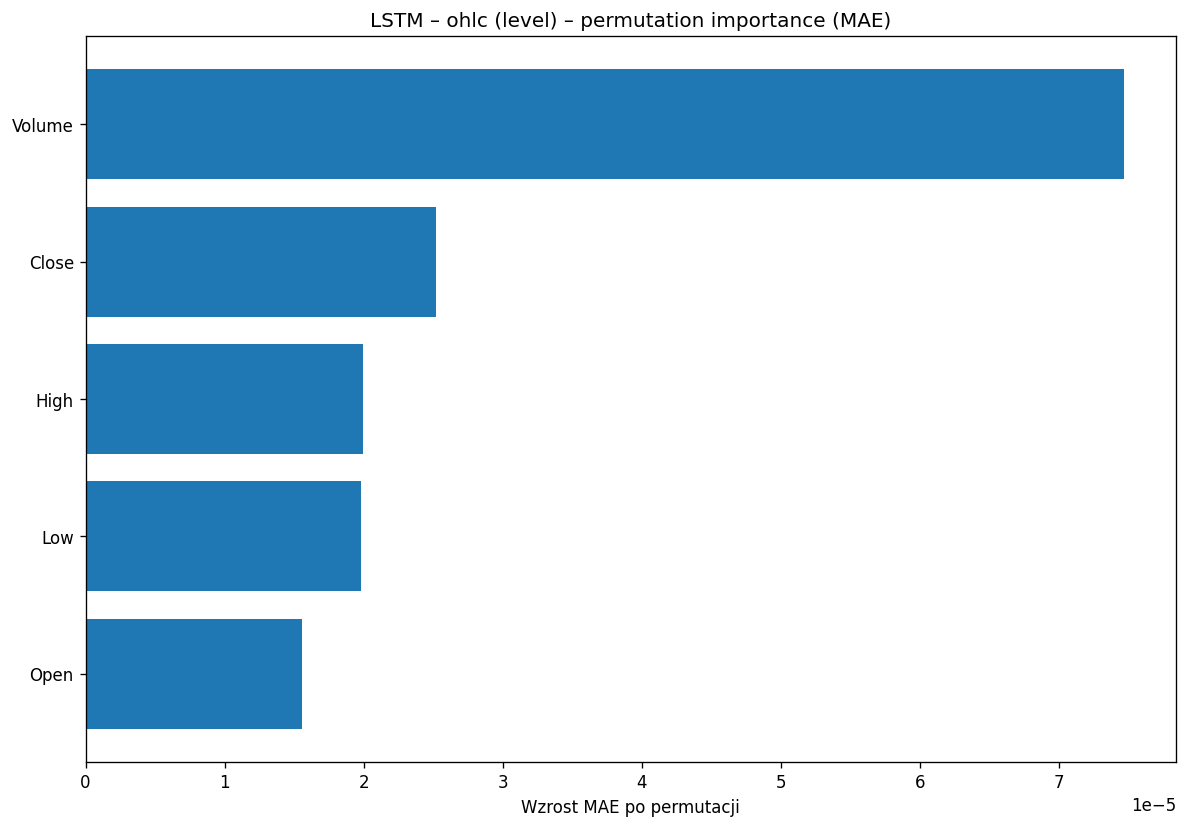 LSTM – ohlc (level) – permutation importance (MAE)
Volume
Close
High
Low
Open
0 1 2 3 4 5 6 7
1e−5
Wzrost MAE po permutacji